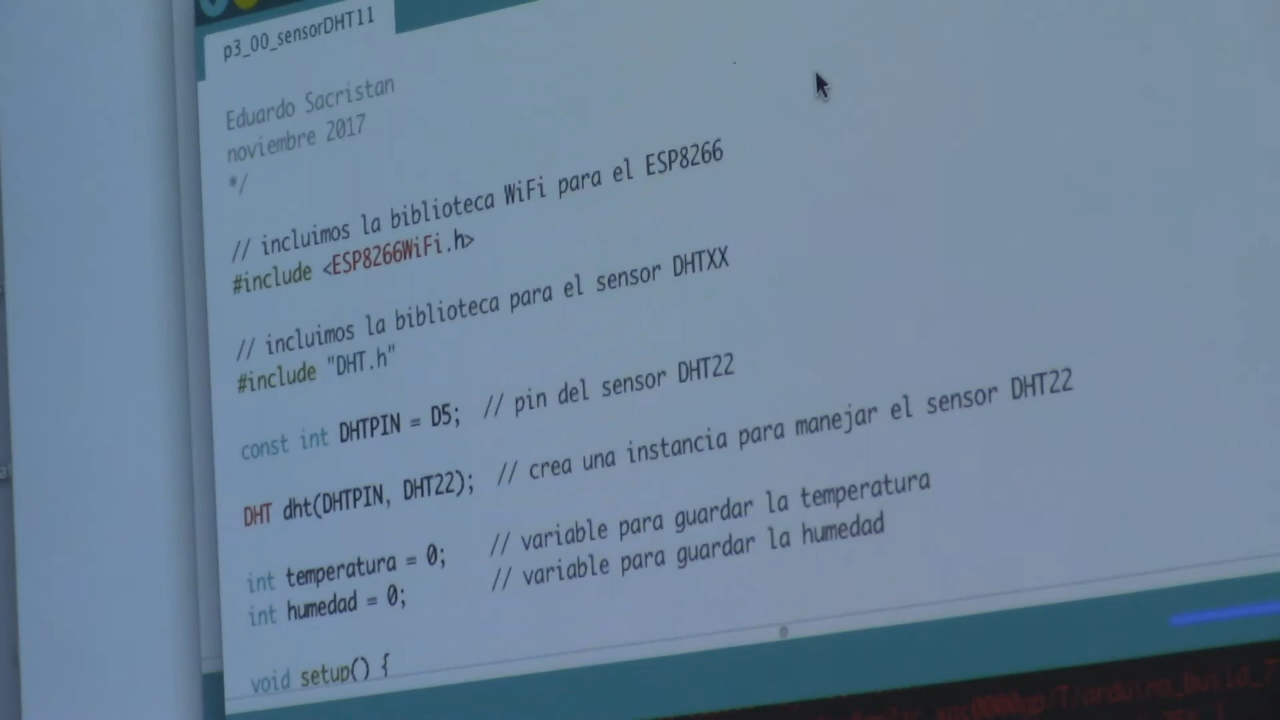 p3_00_sensorDHT11
Eduardo Sacristan
noviembre 2017
*/
// incluimos la biblioteca WiFi para el ESP8266
#include <ESP8266WiFi.h>
// incluimos la biblioteca para el sensor DHTXX
#include "DHT.h"
const int DHTPIN = D5; // pin del sensor DHT22
DHT dht(DHTPIN, DHT22); // crea una instancia para manejar el sensor DHT22
int temperatura = 0; // variable para guardar la temperatura
int humedad = 0; // variable para guardar la humedad
void setup() {